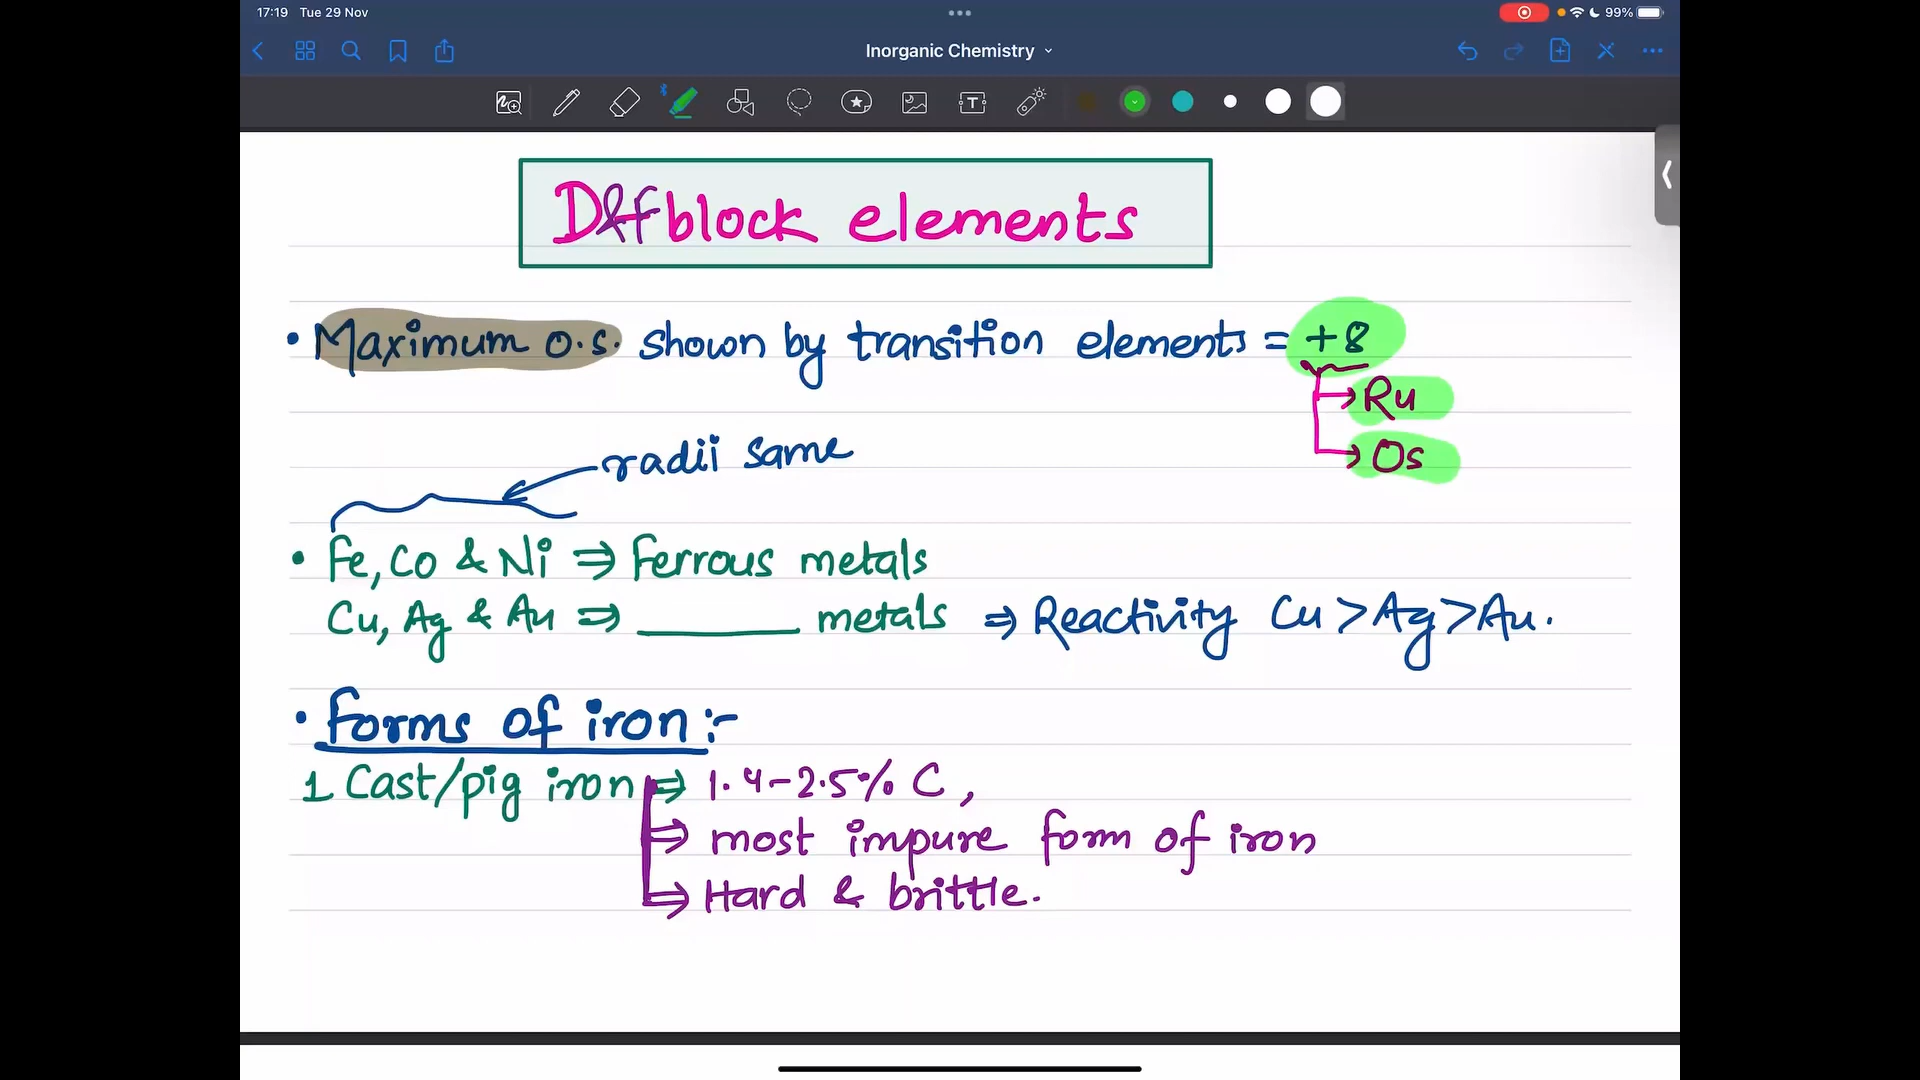 17:19 Tue 29 Nov
99%
Inorganic Chemistry
D&f block elements
• Maximum o.s. shown by transition elements = +8
→ Ru
→ Os
radii same
• Fe, Co & Ni ⇒ Ferrous metals
Cu, Ag & Au ⇒ ________ metals ⇒ Reactivity Cu > Ag > Au.
• Forms of iron :-
1 Cast/pig iron ⇒ 1.4-2.5% C,
⇒ most impure form of iron
⇒ Hard & brittle.